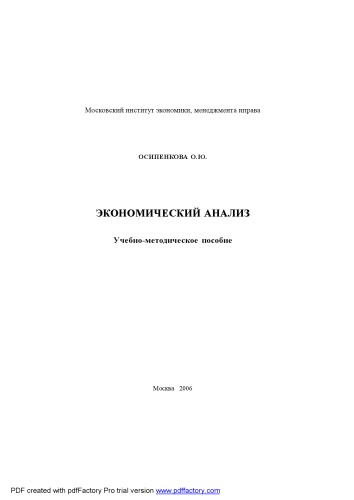 Московский институт экономики, менеджмента иправа
ОСИПЕНКОВА О.Ю.
ЭКОНОМИЧЕСКИЙ АНАЛИЗ
Учебно-методическое пособие
Москва 2006
PDF created with pdfFactory Pro trial version www.pdffactory.com